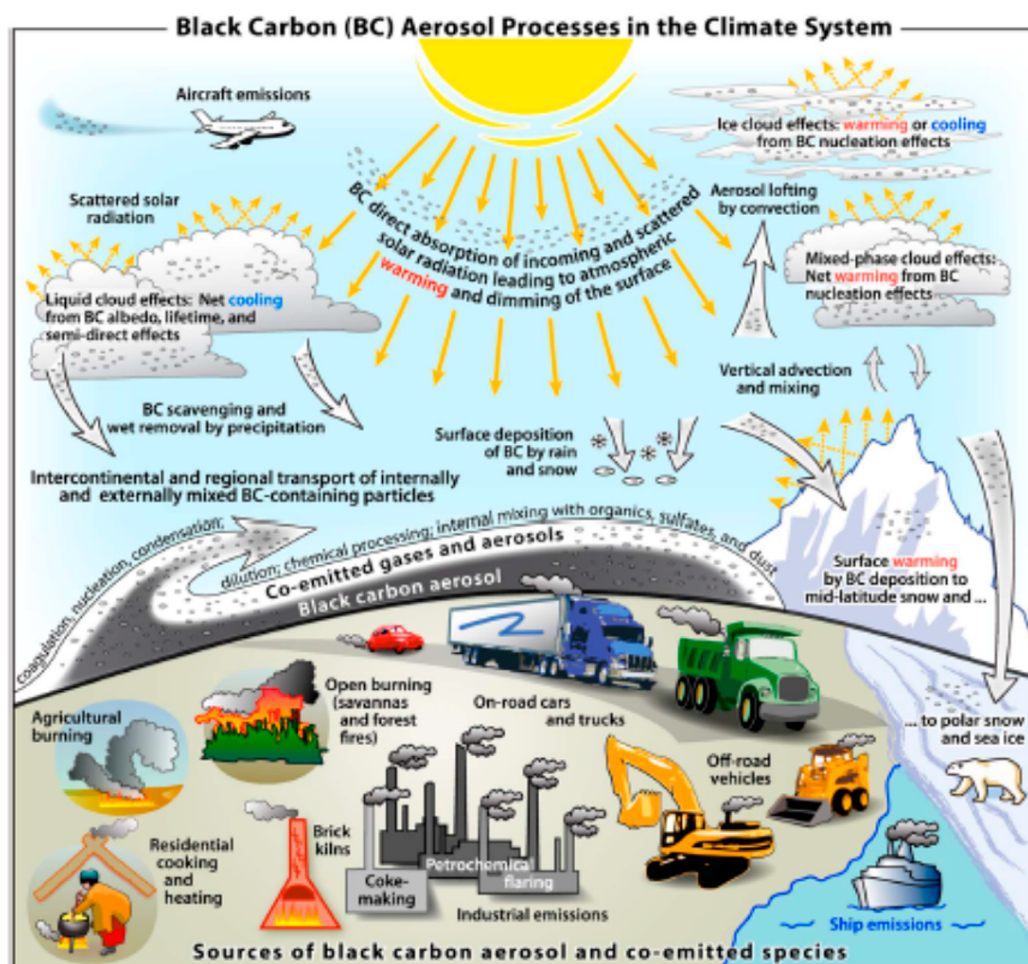 Black Carbon (BC) Aerosol Processes in the Climate System
Aircraft emissions
Ice cloud effects: warming or cooling
from BC nucleation effects
Scattered solar
radiation
BC direct absorption of incoming and scattered
solar radiation leading to atmospheric
warming and dimming of the surface
Aerosol lofting
by convection
Mixed-phase cloud effects:
Net warming from BC
nucleation effects
Liquid cloud effects: Net cooling
from BC albedo, lifetime, and
semi-direct effects
Vertical advection
and mixing
BC scavenging and
wet removal by precipitation
Surface deposition
of BC by rain
and snow
Intercontinental and regional transport of internally
and externally mixed BC-containing particles
coagulation, nucleation, condensation;
dilution; chemical processing; internal mixing with organics, sulfates, and dust
Co-emitted gases and aerosols
Black carbon aerosol
Surface warming
by BC deposition to
mid-latitude snow and ...
... to polar snow
and sea ice
Agricultural
burning
Open burning
(savannas
and forest
fires)
On-road cars
and trucks
Off-road
vehicles
Residential
cooking
and
heating
Brick
kilns
Coke-
making
Petrochemical
flaring
Industrial emissions
Ship emissions
Sources of black carbon aerosol and co-emitted species